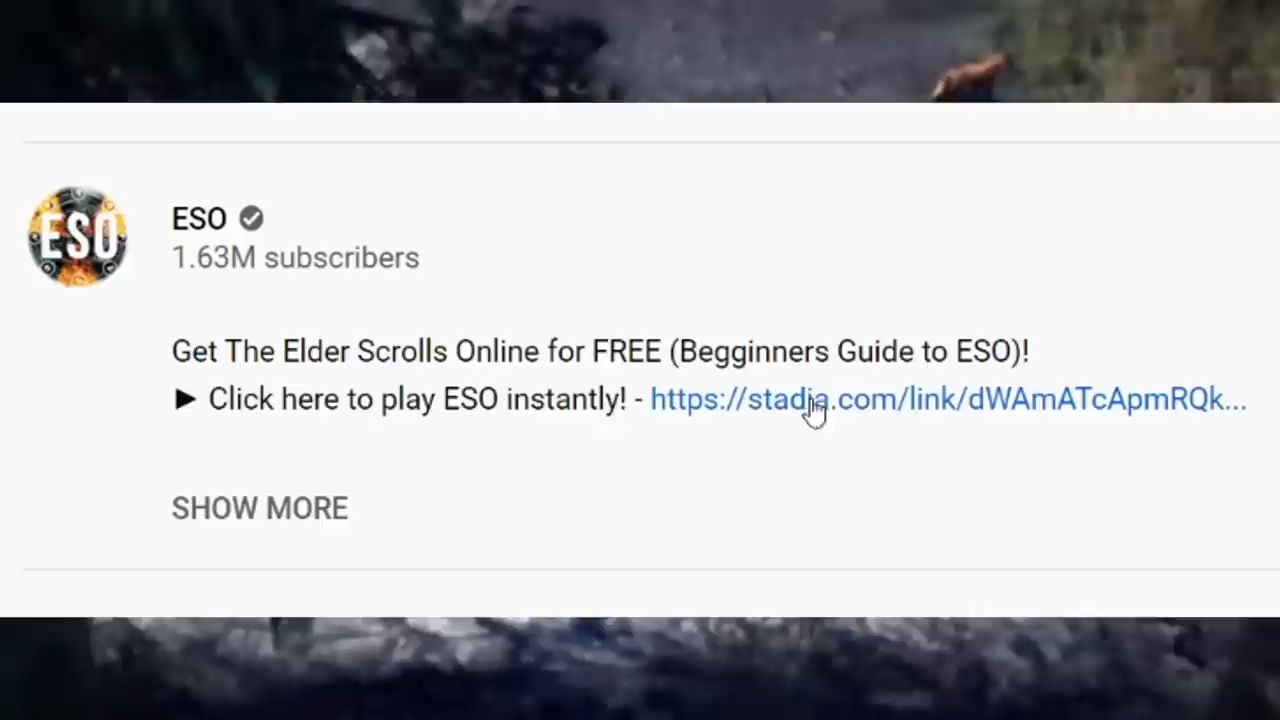 ESO
ESO
1.63M subscribers
Get The Elder Scrolls Online for FREE (Begginners Guide to ESO)!
► Click here to play ESO instantly! - https://stadia.com/link/dWAmATcApmRQk...
SHOW MORE